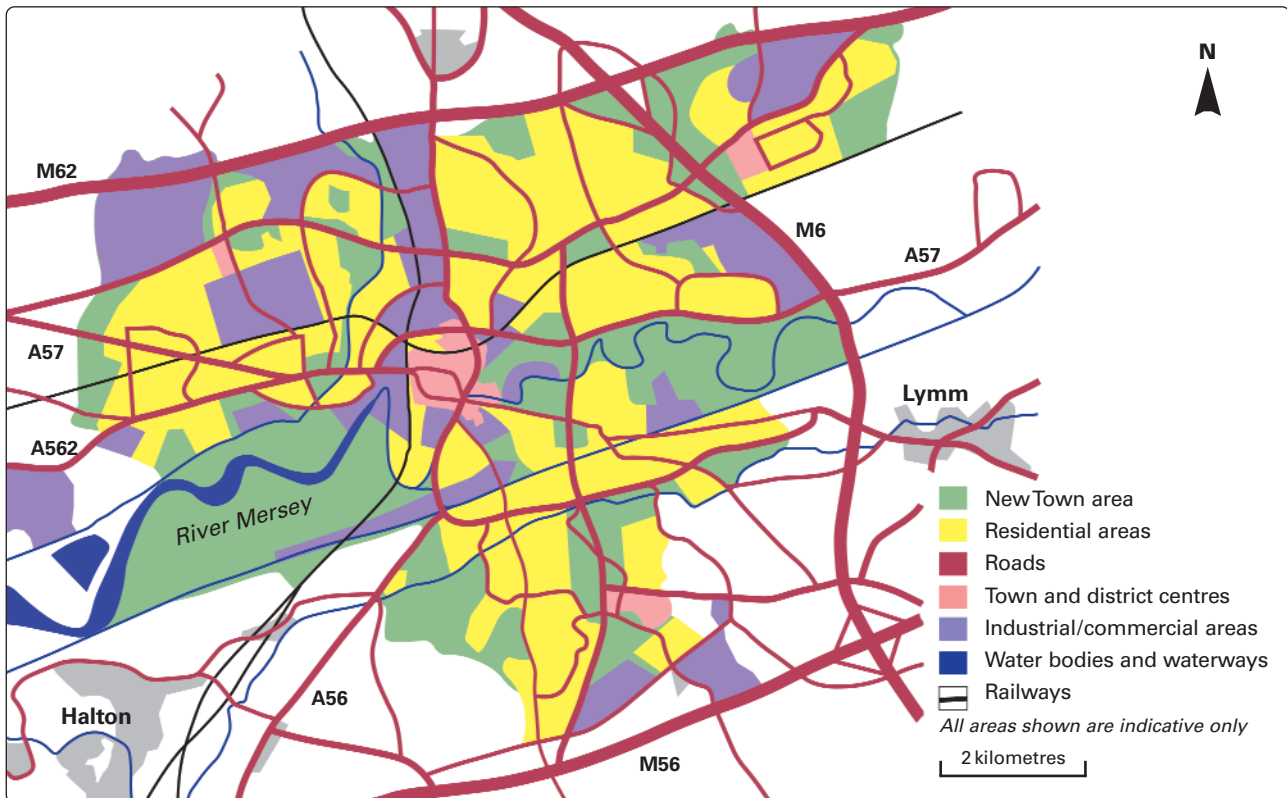 N
M62
M6
A57
A57
Lymm
A562
River Mersey
New Town area
Residential areas
Roads
Town and district centres
Industrial/commercial areas
Water bodies and waterways
Railways
All areas shown are indicative only
2 kilometres
A56
Halton
M56